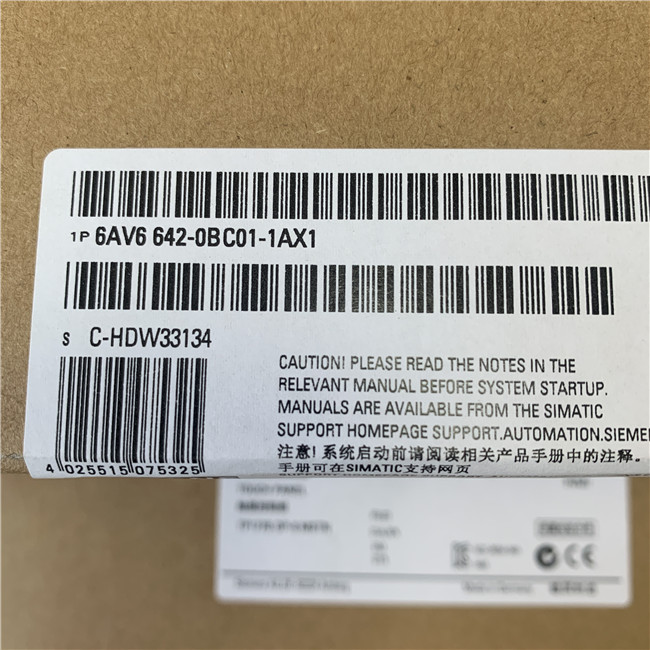 1P 6AV6 642-0BC01-1AX1
S C-HDW33134
CAUTION! PLEASE READ THE NOTES IN THE
RELEVANT MANUAL BEFORE SYSTEM STARTUP.
MANUALS ARE AVAILABLE FROM THE SIMATIC
SUPPORT HOMEPAGE SUPPORT.AUTOMATION.SIEMEN
注意! 系统启动前请阅读相关产品手册中的注释。
手册可在SIMATIC支持网页
4 025515 075325
TOUCH PANEL
CE